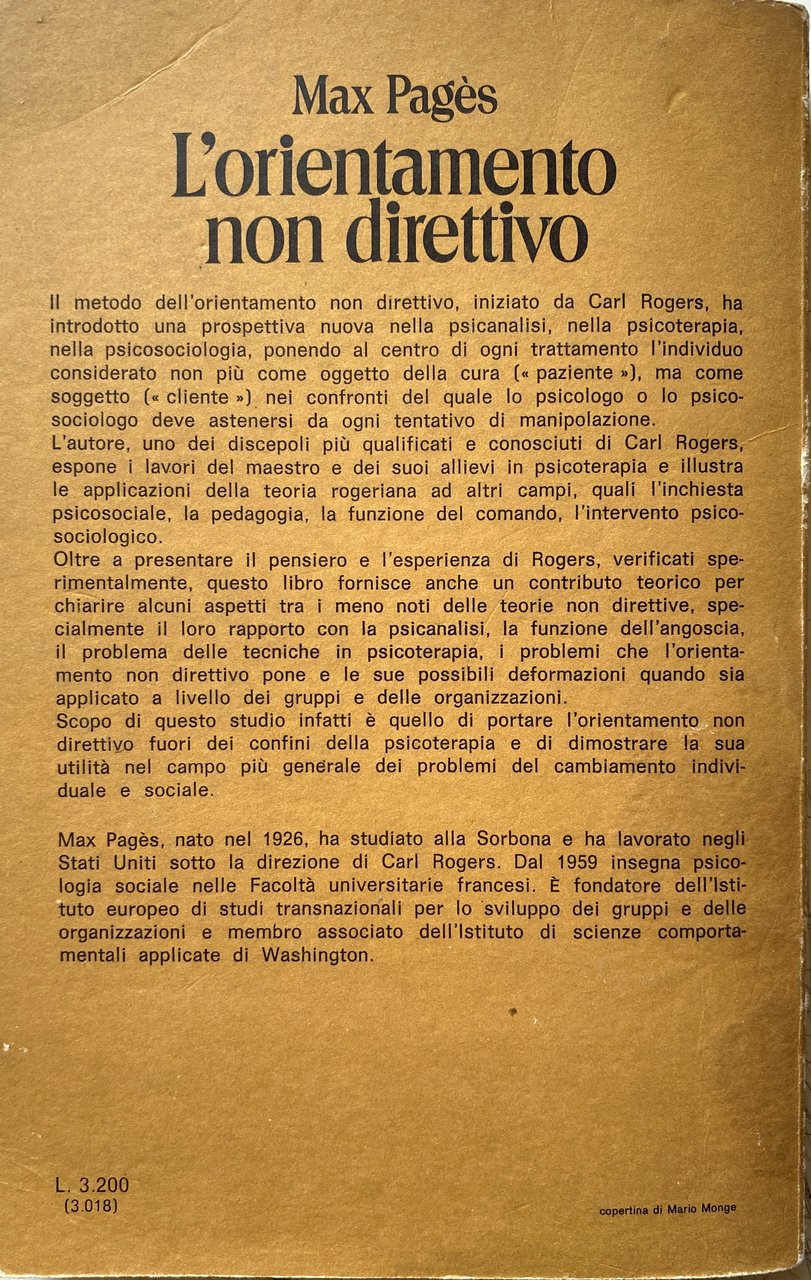 Max Pagès
L'orientamento
non direttivo
Il metodo dell'orientamento non direttivo, iniziato da Carl Rogers, ha
introdotto una prospettiva nuova nella psicanalisi, nella psicoterapia,
nella psicosociologia, ponendo al centro di ogni trattamento l'individuo
considerato non più come oggetto della cura (« paziente »), ma come
soggetto (« cliente ») nei confronti del quale lo psicologo o lo psico-
sociologo deve astenersi da ogni tentativo di manipolazione.
L'autore, uno dei discepoli più qualificati e conosciuti di Carl Rogers,
espone i lavori del maestro e dei suoi allievi in psicoterapia e illustra
le applicazioni della teoria rogeriana ad altri campi, quali l'inchiesta
psicosociale, la pedagogia, la funzione del comando, l'intervento psico-
sociologico.
Oltre a presentare il pensiero e l'esperienza di Rogers, verificati spe-
rimentalmente, questo libro fornisce anche un contributo teorico per
chiarire alcuni aspetti tra i meno noti delle teorie non direttive, spe-
cialmente il loro rapporto con la psicanalisi, la funzione dell'angoscia,
il problema delle tecniche in psicoterapia, i problemi che l'orienta-
mento non direttivo pone e le sue possibili deformazioni quando sia
applicato a livello dei gruppi e delle organizzazioni.
Scopo di questo studio infatti è quello di portare l'orientamento non
direttivo fuori dei confini della psicoterapia e di dimostrare la sua
utilità nel campo più generale dei problemi del cambiamento indivi-
duale e sociale.
Max Pagès, nato nel 1926, ha studiato alla Sorbona e ha lavorato negli
Stati Uniti sotto la direzione di Carl Rogers. Dal 1959 insegna psico-
logia sociale nelle Facoltà universitarie francesi. È fondatore dell'Isti-
tuto europeo di studi transnazionali per lo sviluppo dei gruppi e delle
organizzazioni e membro associato dell'Istituto di scienze comporta-
mentali applicate di Washington.
L. 3.200
(3.018)
copertina di Mario Monge